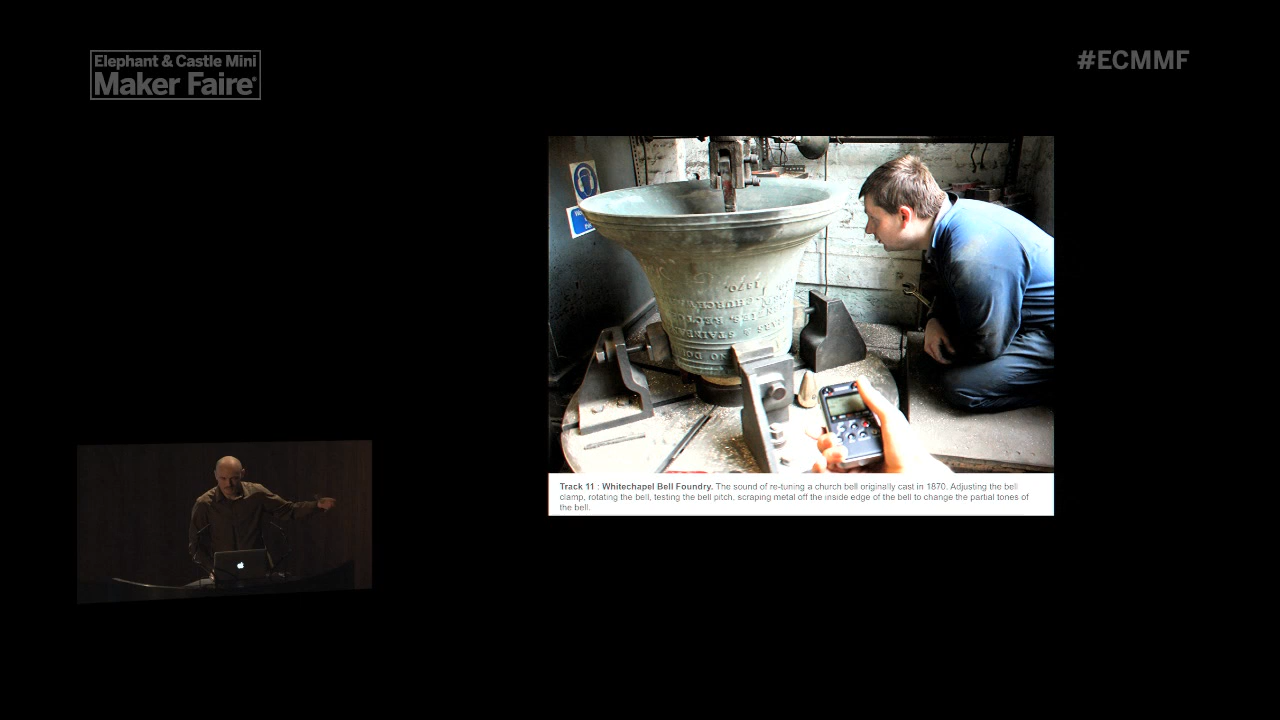 Elephant & Castle Mini
Maker Faire®
#ECMMF
1870.
Track 11 : Whitechapel Bell Foundry. The sound of re-tuning a church bell originally cast in 1870. Adjusting the bell
clamp, rotating the bell, testing the bell pitch, scraping metal off the inside edge of the bell to change the partial tones of
the bell.